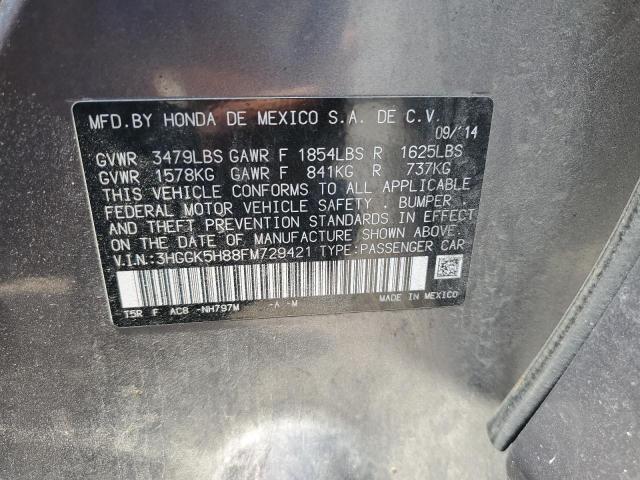 MFD.BY HONDA DE MEXICO S.A. DE C.V.
09/'14
GVWR 3479LBS GAWR F 1854LBS R 1625LBS
GVWR 1578KG GAWR F 841KG R 737KG
THIS VEHICLE CONFORMS TO ALL APPLICABLE
FEDERAL MOTOR VEHICLE SAFETY, BUMPER,
AND THEFT PREVENTION STANDARDS IN EFFECT
ON THE DATE OF MANUFACTURE SHOWN ABOVE.
V.I.N.:3HGGK5H88FM729421 TYPE:PASSENGER CAR
MADE IN MEXICO
T5R F AC8 -NH797M -A -M